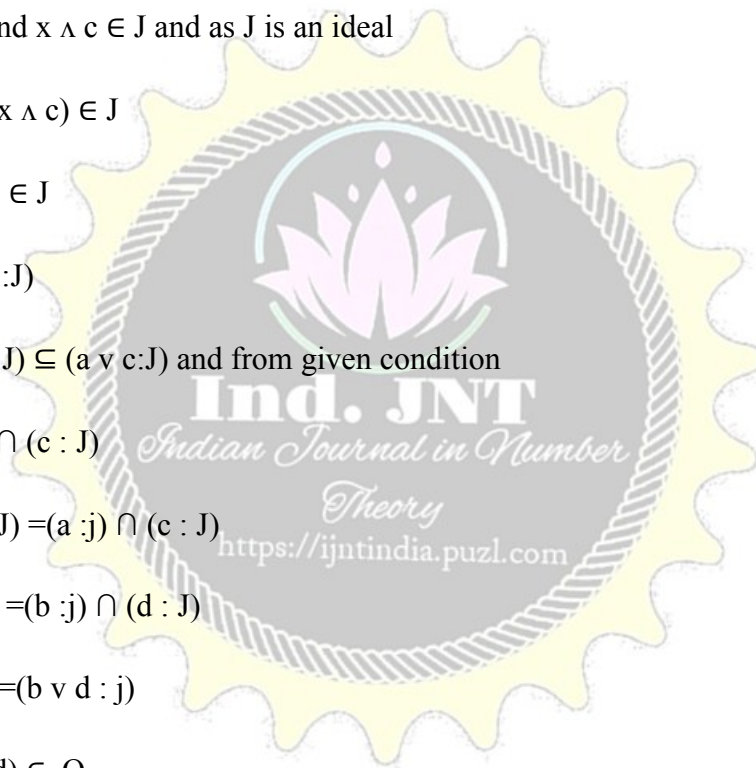 nd x ʌ c ∈ J and as J is an ideal
x ʌ c) ∈ J
∈ J
:J)
J) ⊆ (a v c:J) and from given condition
∩ (c : J)
Ind. JNT
Indian Journal in Number
Theory
J) =(a :j) ∩ (c : J)
https://ijntindia.puzl.com
=(b :j) ∩ (d : J)
=(b v d : j)